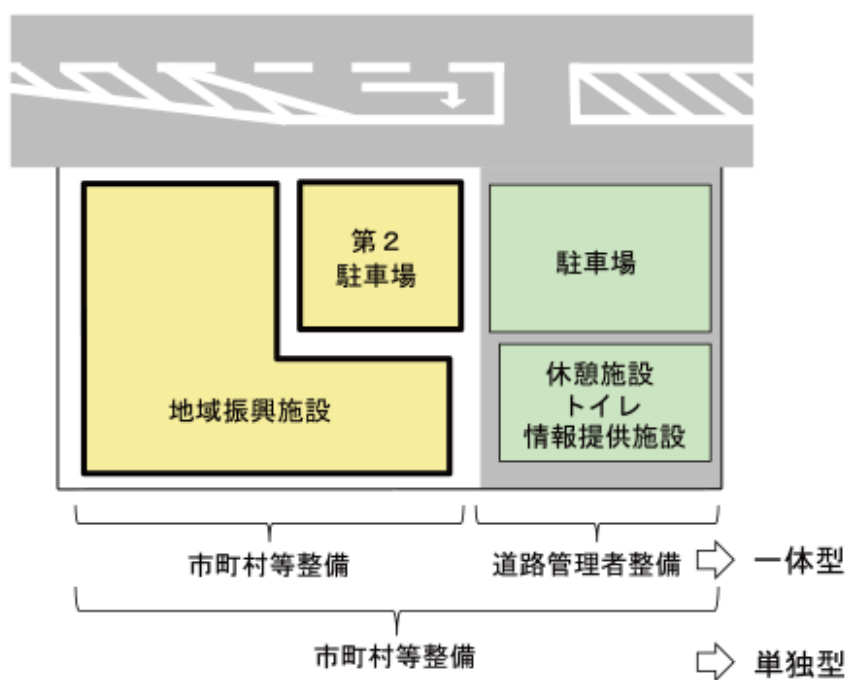 第２
駐車場
駐車場
地域振興施設
休憩施設
トイレ
情報提供施設
市町村等整備
道路管理者整備
一体型
市町村等整備
単独型